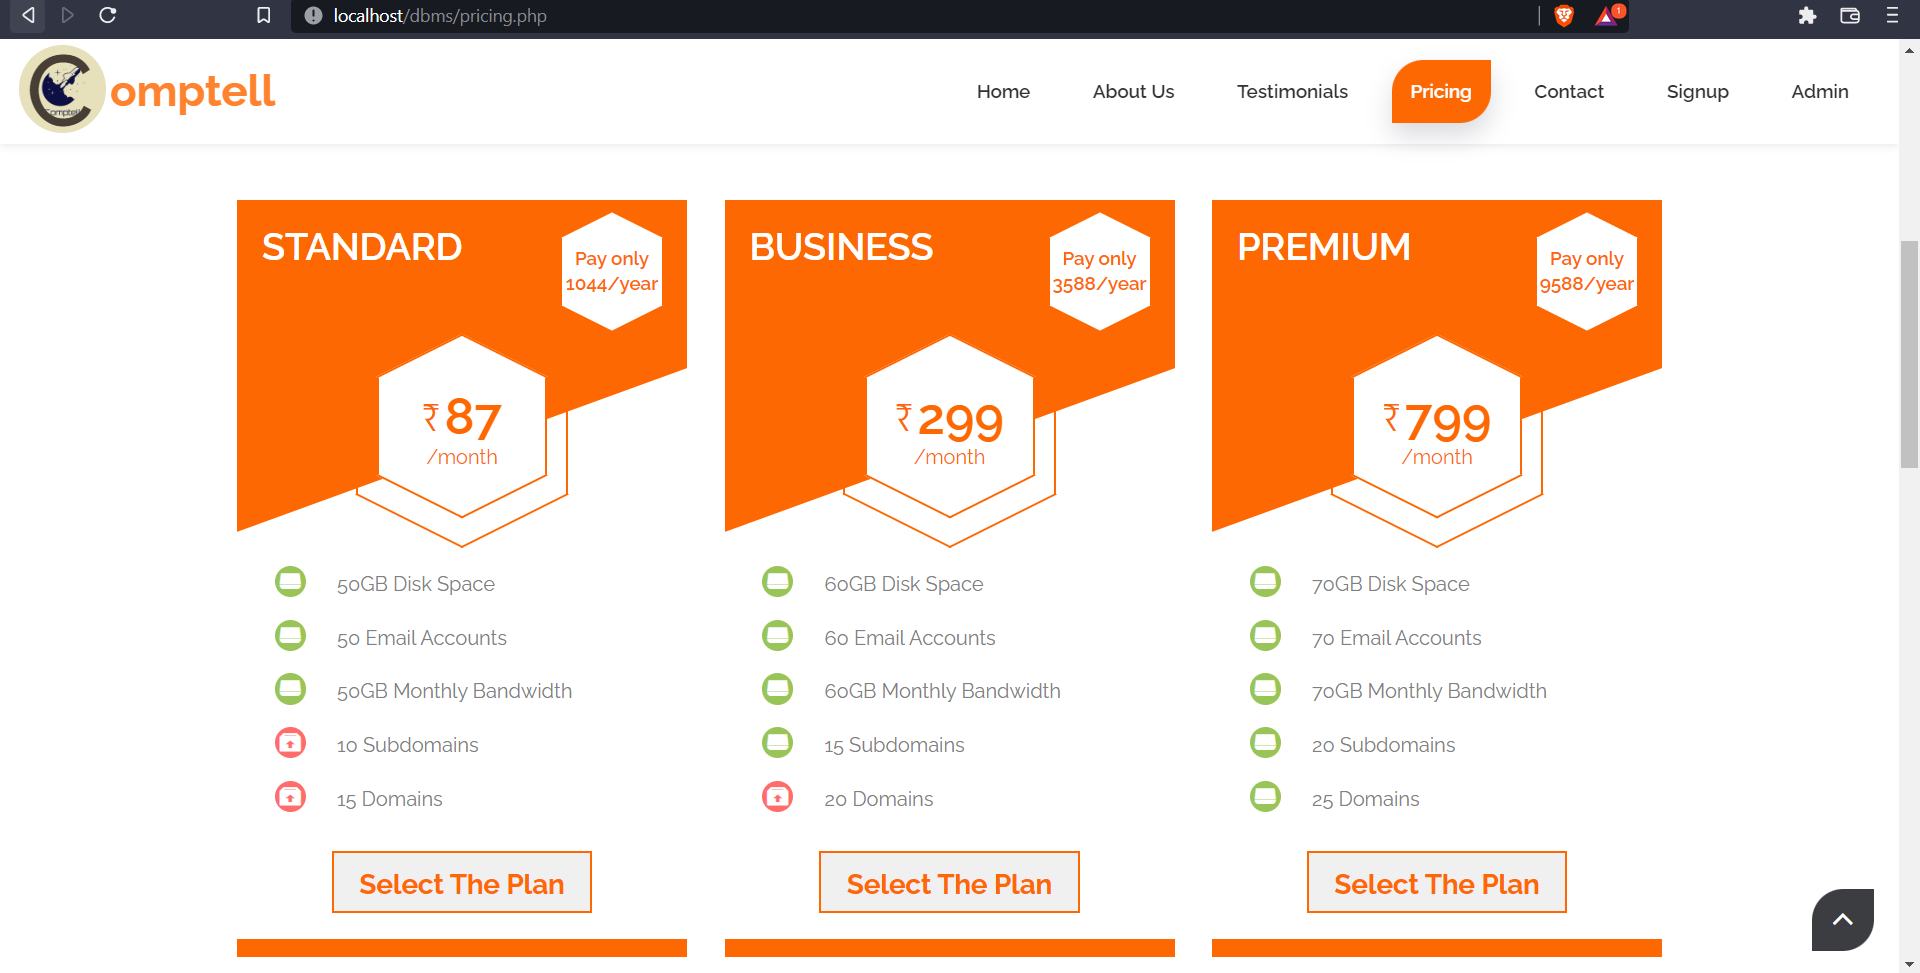 localhost/dbms/pricing.php
1
Comptell
omptell
Home
About Us
Testimonials
Pricing
Contact
Signup
Admin
STANDARD
Pay only
1044/year
₹87
/month
50GB Disk Space
50 Email Accounts
50GB Monthly Bandwidth
10 Subdomains
15 Domains
Select The Plan
BUSINESS
Pay only
3588/year
₹299
/month
60GB Disk Space
60 Email Accounts
60GB Monthly Bandwidth
15 Subdomains
20 Domains
Select The Plan
PREMIUM
Pay only
9588/year
₹799
/month
70GB Disk Space
70 Email Accounts
70GB Monthly Bandwidth
20 Subdomains
25 Domains
Select The Plan